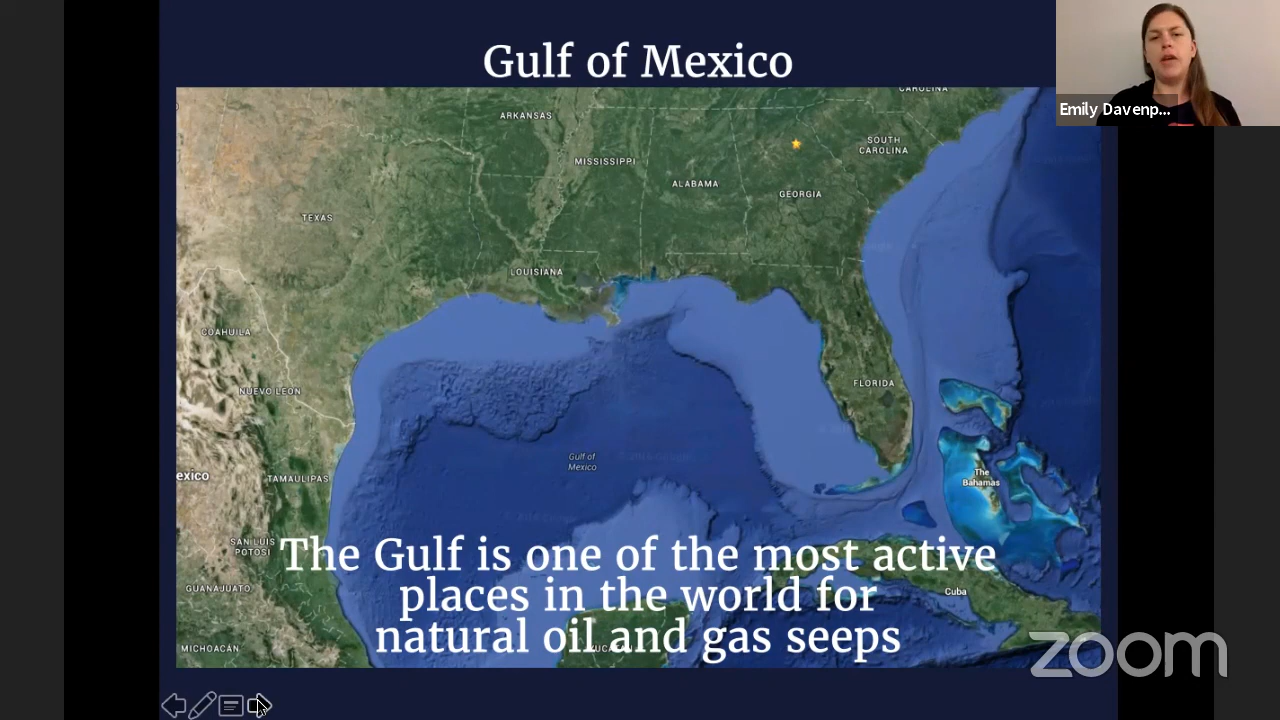 Gulf of Mexico
Emily Davenp...
CAROLINA
ARKANSAS
SOUTH
CAROLINA
MISSISSIPPI
ALABAMA
GEORGIA
TEXAS
LOUISIANA
COAHUILA
NUEVO LEON
FLORIDA
Gulf of
Mexico
exico
TAMAULIPAS
The
Bahamas
SAN LUIS
POTOSI
The Gulf is one of the most active
places in the world for
natural oil and gas seeps
GUANAJUATO
Cuba
MICHOACÁN
YUCATAN
zoom